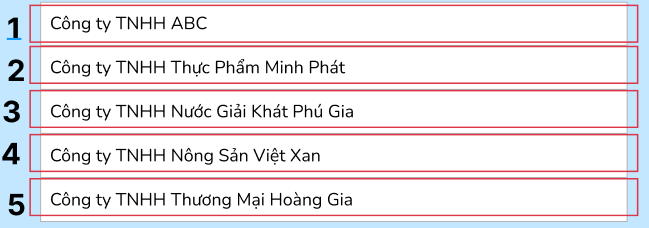 1 Công ty TNHH ABC
2 Công ty TNHH Thực Phẩm Minh Phát
3 Công ty TNHH Nước Giải Khát Phú Gia
4 Công ty TNHH Nông Sản Việt Xan
5 Công ty TNHH Thương Mại Hoàng Gia